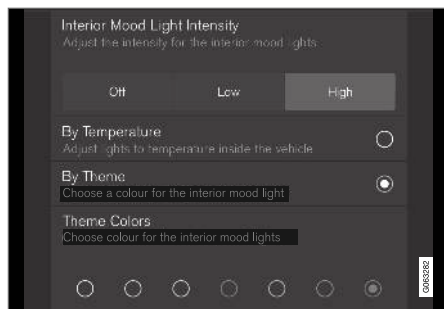 Interior Mood Light Intensity
Adjust the intensity for the interior mood lights
Off Low High
By Temperature
Adjust lights to temperature inside the vehicle
By Theme
Choose a colour for the interior mood light
Theme Colors
Choose colour for the interior mood lights
G063282